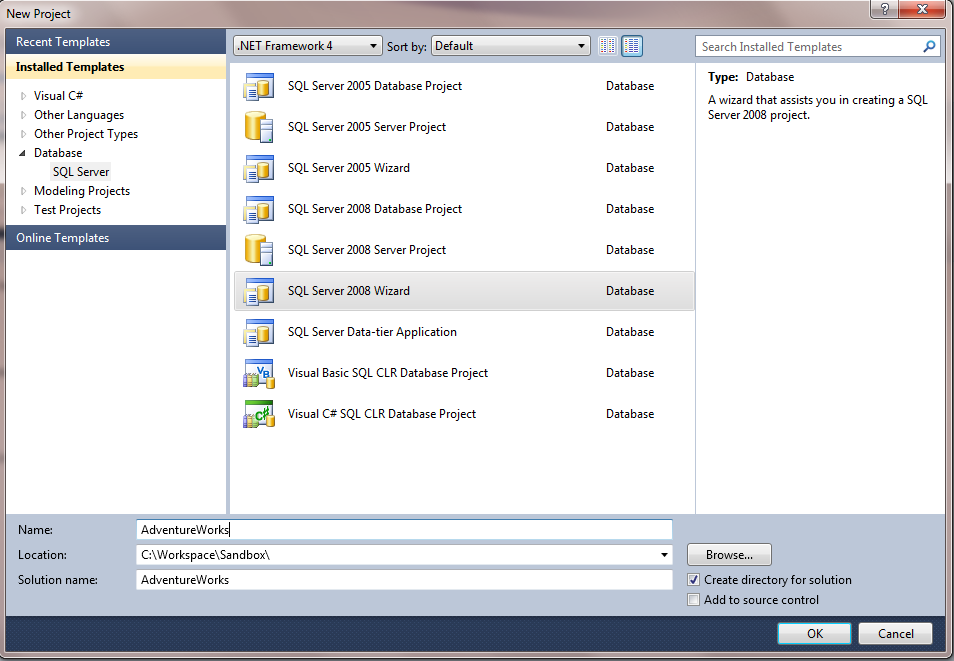 New Project
?
Recent Templates
Installed Templates
Visual C#
Other Languages
Other Project Types
Database
SQL Server
Modeling Projects
Test Projects
Online Templates
.NET Framework 4 Sort by: Default
SQL Server 2005 Database Project Database
SQL Server 2005 Server Project Database
SQL Server 2005 Wizard Database
SQL Server 2008 Database Project Database
SQL Server 2008 Server Project Database
SQL Server 2008 Wizard Database
SQL Server Data-tier Application Database
VB
Visual Basic SQL CLR Database Project Database
C#
Visual C# SQL CLR Database Project Database
Search Installed Templates
Type: Database
A wizard that assists you in creating a SQL
Server 2008 project.
Name: AdventureWorks
Location: C:\Workspace\Sandbox\ Browse...
Solution name: AdventureWorks
Create directory for solution
Add to source control
OK Cancel